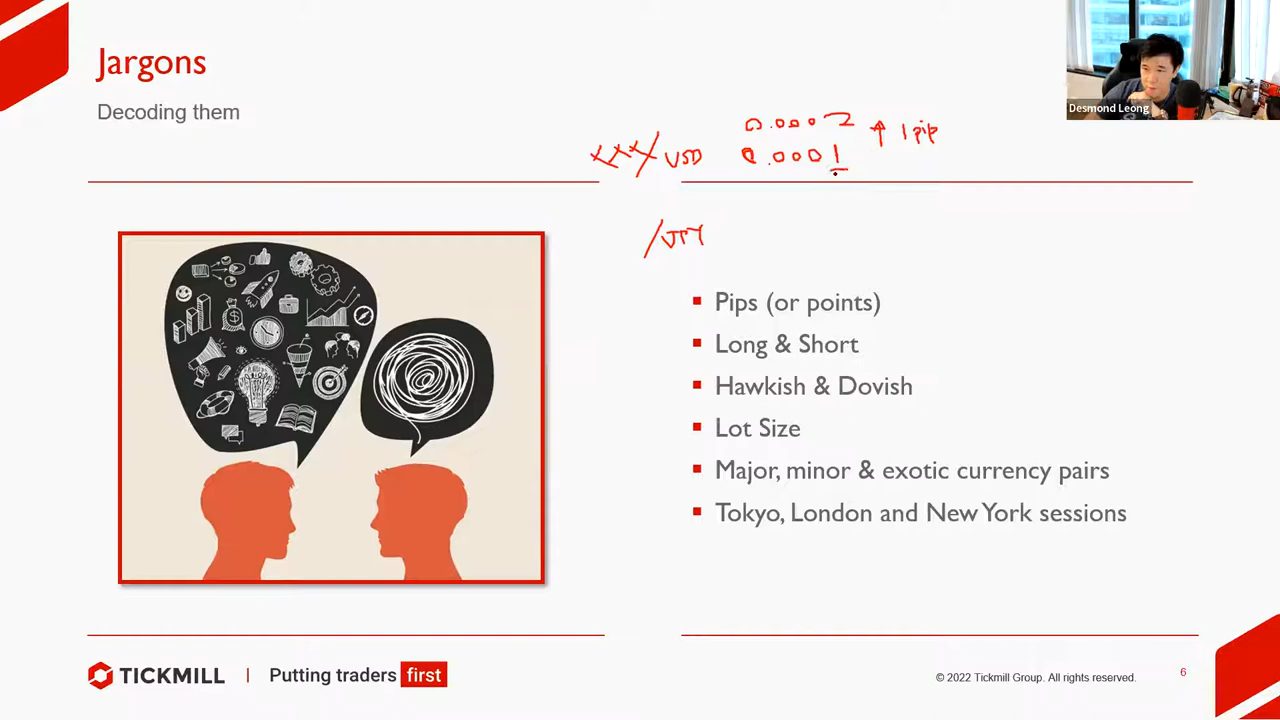 Jargons
Decoding them
Desmond Leong
0.0002 ↑ 1 pip
xxx/USD 0.0001
/JPY
Pips (or points)
Long & Short
Hawkish & Dovish
Lot Size
Major, minor & exotic currency pairs
Tokyo, London and New York sessions
TICKMILL | Putting traders first
© 2022 Tickmill Group. All rights reserved.
6